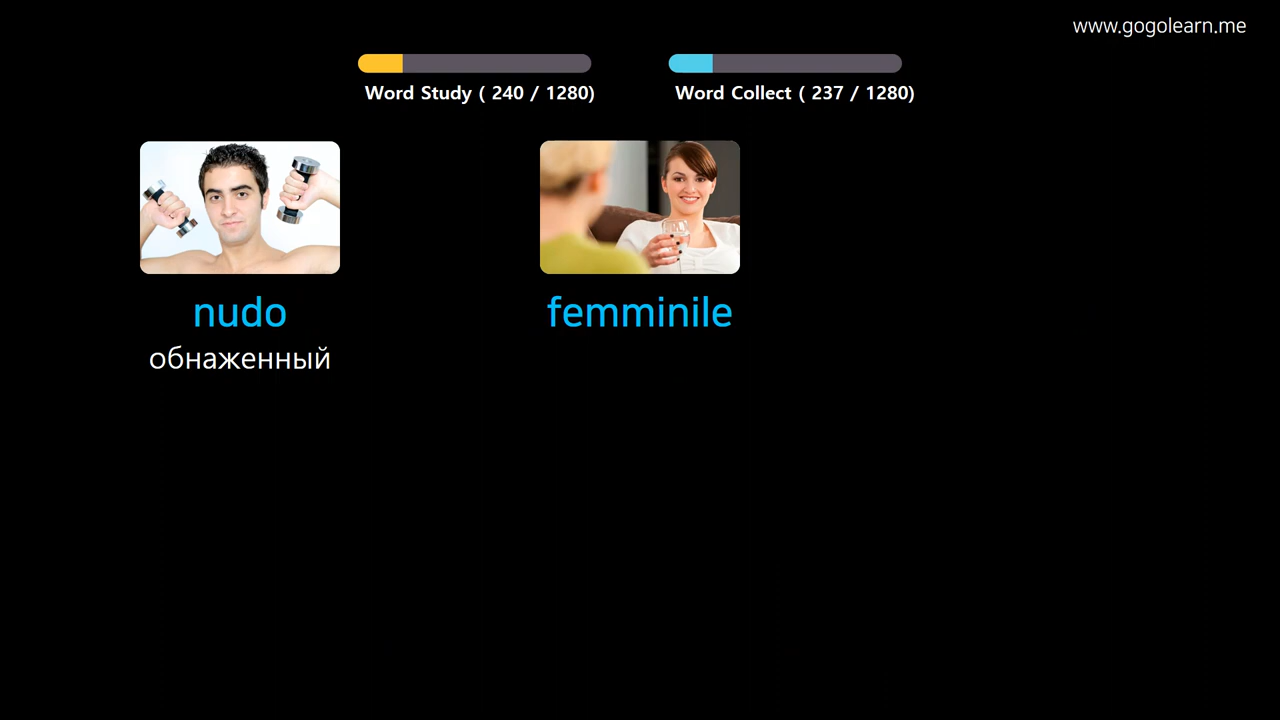 www.gogolearn.me
Word Study ( 240 / 1280)
Word Collect ( 237 / 1280)
nudo
femminile
обнаженный